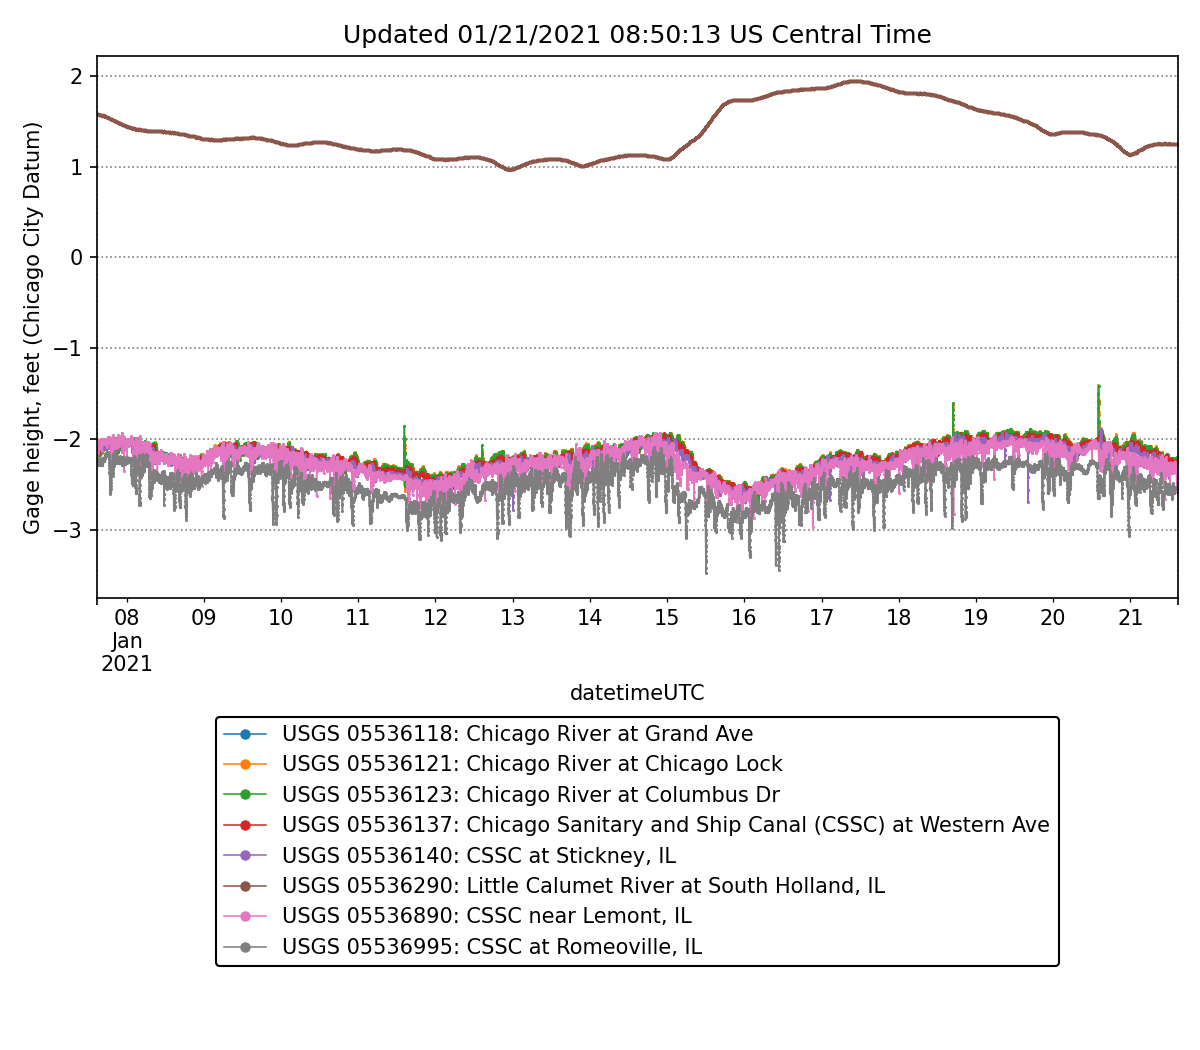 Updated 01/21/2021 08:50:13 US Central Time
Gage height, feet (Chicago City Datum)
2
1
0
−1
−2
−3
08 09 10 11 12 13 14 15 16 17 18 19 20 21
Jan
2021
datetimeUTC
USGS 05536118: Chicago River at Grand Ave
USGS 05536121: Chicago River at Chicago Lock
USGS 05536123: Chicago River at Columbus Dr
USGS 05536137: Chicago Sanitary and Ship Canal (CSSC) at Western Ave
USGS 05536140: CSSC at Stickney, IL
USGS 05536290: Little Calumet River at South Holland, IL
USGS 05536890: CSSC near Lemont, IL
USGS 05536995: CSSC at Romeoville, IL